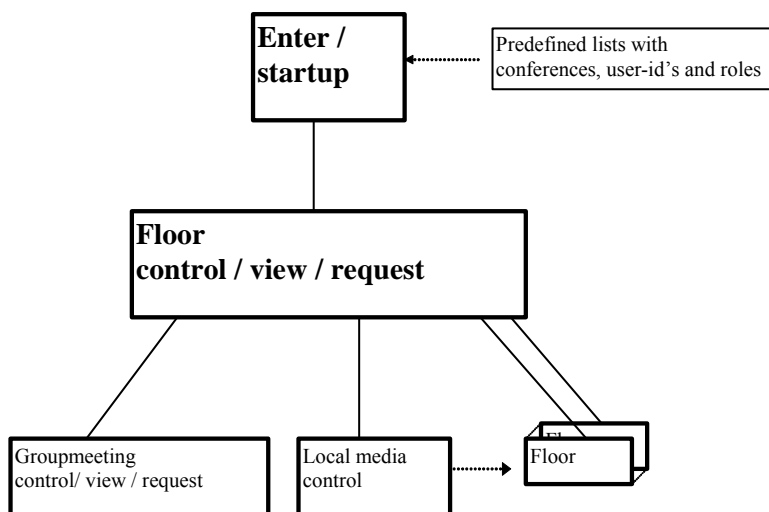 Enter /
startup
Predefined lists with
conferences, user-id's and roles
Floor
control / view / request
Groupmeeting
control/ view / request
Local media
control
Floor